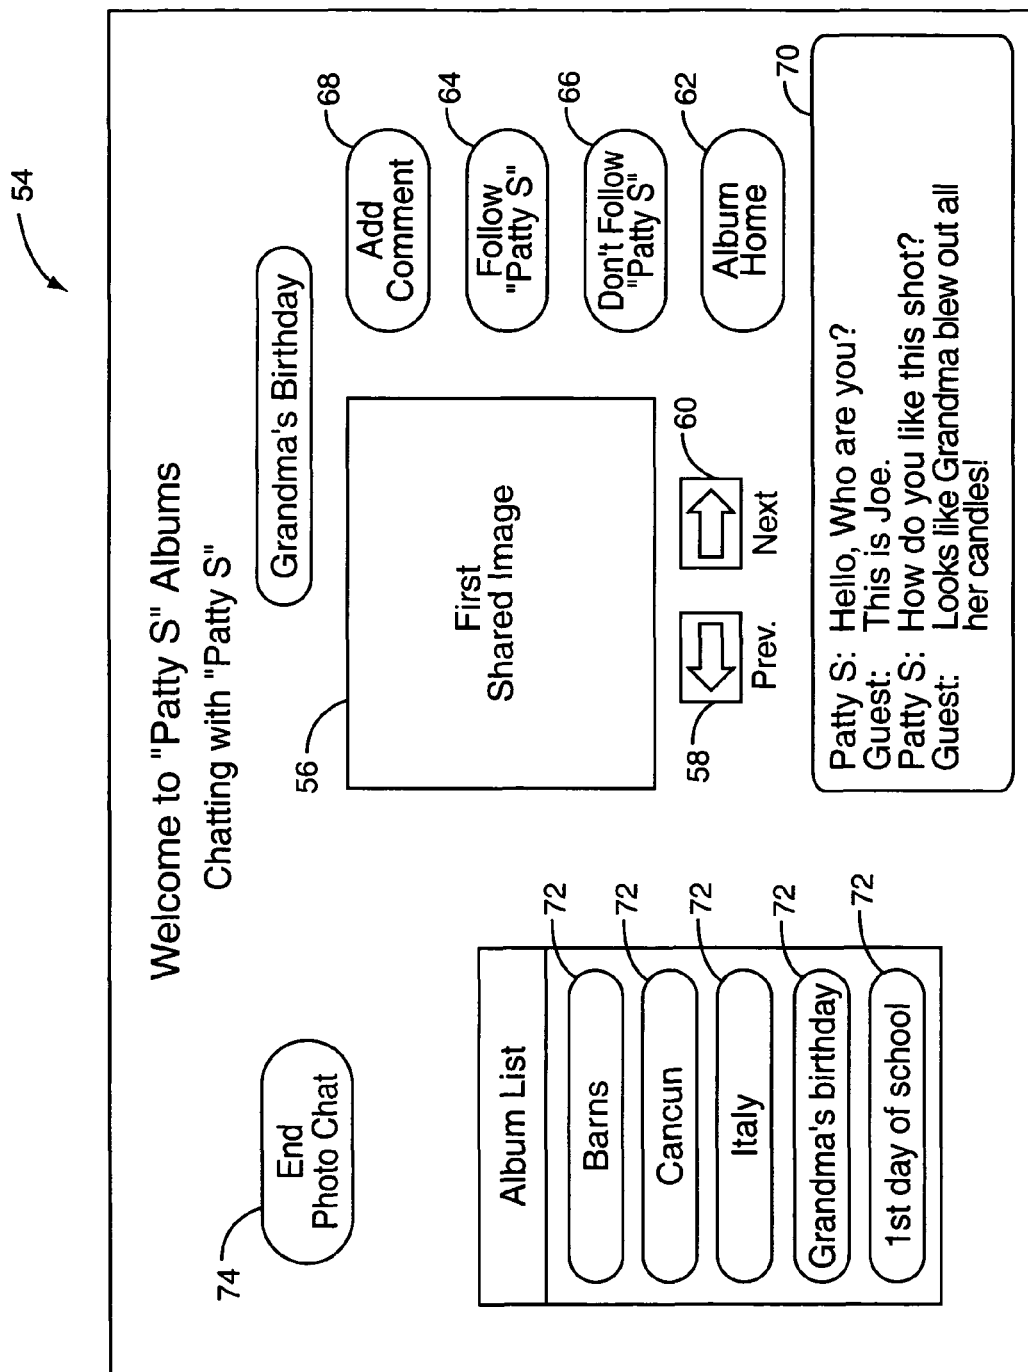 54
Welcome to "Patty S" Albums
Chatting with "Patty S"
74
End
Photo Chat
Album List
Barns
72
Cancun
72
Italy
72
Grandma's birthday
72
1st day of school
72
Grandma's Birthday
56
First
Shared Image
58
Prev.
60
Next
68
Add
Comment
64
Follow
"Patty S"
66
Don't Follow
"Patty S"
62
Album
Home
70
Patty S: Hello, Who are you?
Guest: This is Joe.
Patty S: How do you like this shot?
Guest: Looks like Grandma blew out all
her candles!